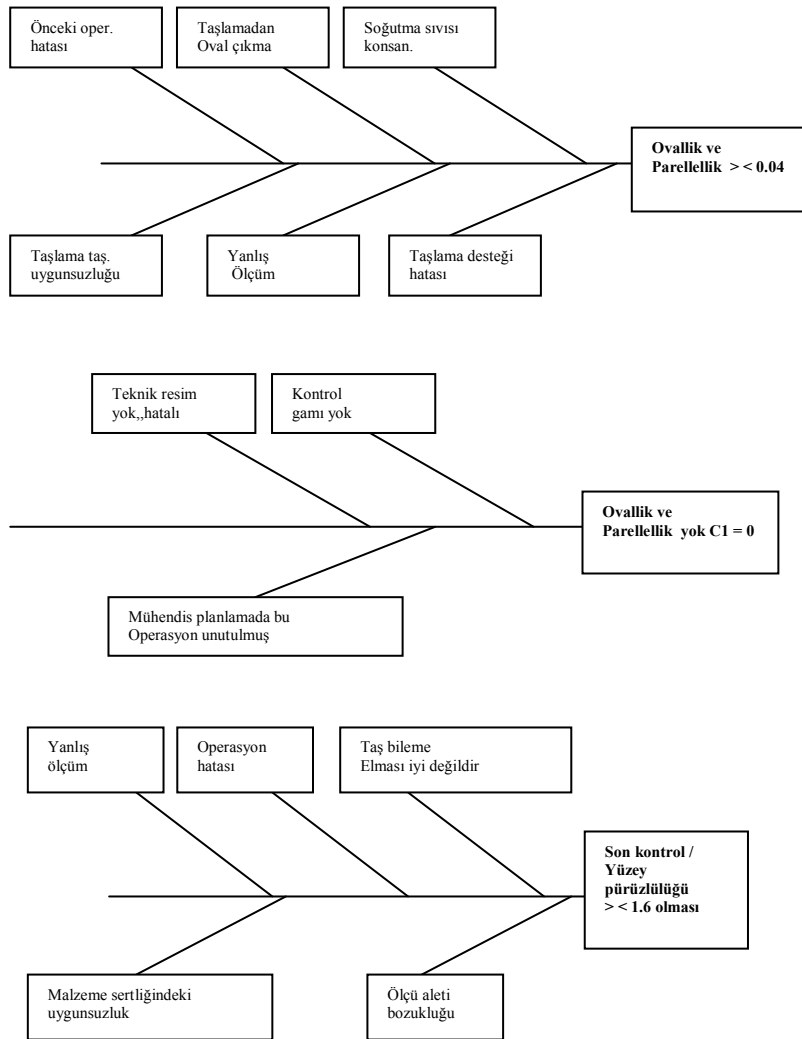 Önceki oper.
hatası
Taşlamadan
Oval çıkma
Soğutma sıvısı
konsan.
Ovallik ve
Parellellik > < 0.04
Taşlama taş.
uygunsuzluğu
Yanlış
Ölçüm
Taşlama desteği
hatası
Teknik resim
yok,,hatalı
Kontrol
gamı yok
Ovallik ve
Parellellik yok C1 = 0
Mühendis planlamada bu
Operasyon unutulmuş
Yanlış
ölçüm
Operasyon
hatası
Taş bileme
Elması iyi değildir
Son kontrol /
Yüzey
pürüzlülüğü
> < 1.6 olması
Malzeme sertliğindeki
uygunsuzluk
Ölçü aleti
bozukluğu